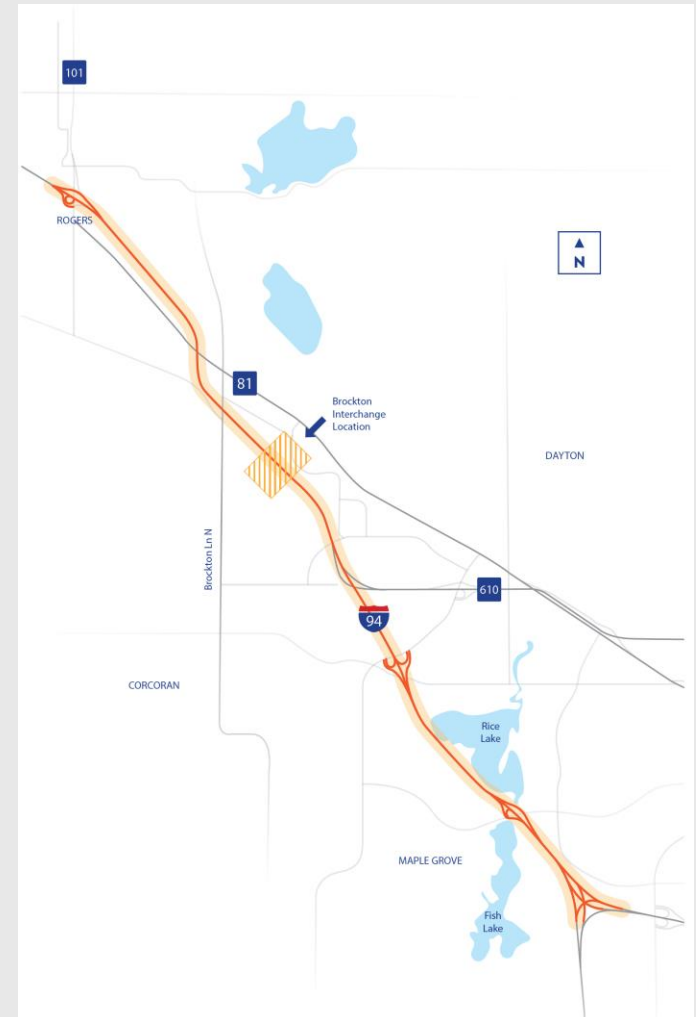 101
ROGERS
N
81
Brockton
Interchange
Location
DAYTON
Brockton Ln N
610
94
CORCORAN
Rice
Lake
MAPLE GROVE
Fish
Lake